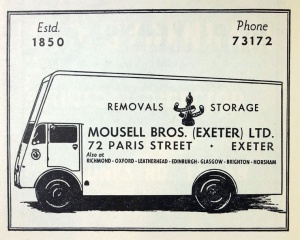 Estd. Phone
1850 73172
REMOVALS STORAGE
MOUSELL BROS. (EXETER) LTD.
72 PARIS STREET · EXETER
Also at
RICHMOND - OXFORD - LEATHERHEAD - EDINBURGH - GLASGOW - BRIGHTON - HORSHAM